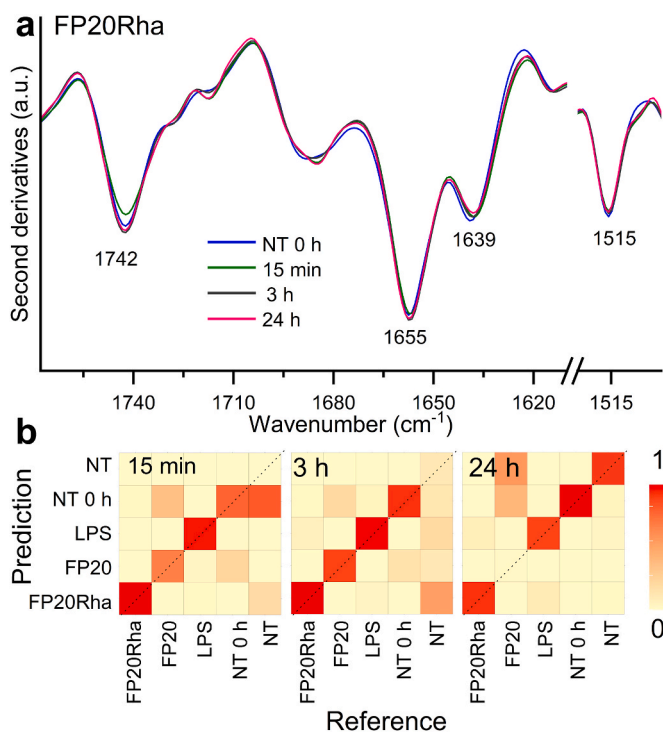 a FP20Rha
Second derivatives (a.u.)
NT 0 h
15 min
3 h
24 h
1742
1655
1639
1515
1740 1710 1680 1650 1620 1515
Wavenumber (cm-1)
b
Prediction
NT
NT 0 h
LPS
FP20
FP20Rha
15 min
3 h
24 h
1
0
FP20Rha FP20 LPS NT 0 h NT
FP20Rha FP20 LPS NT 0 h NT
FP20Rha FP20 LPS NT 0 h NT
Reference